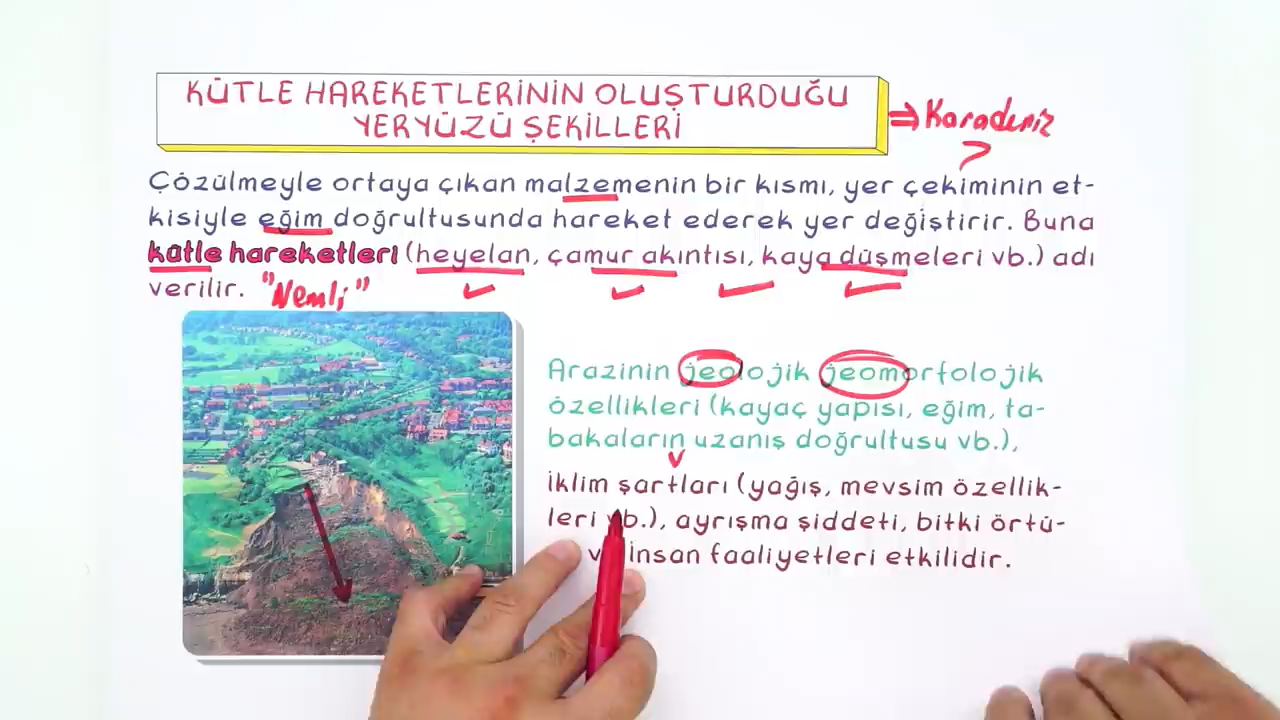 KÜTLE HAREKETLERİNİN OLUŞTURDUĞU
YERYÜZÜ ŞEKİLLERİ
⇒ Karadeniz
Çözülmeyle ortaya çıkan malzemenin bir kısmı, yer çekiminin et-
kisiyle eğim doğrultusunda hareket ederek yer değiştirir. Buna
kütle hareketleri (heyelan, çamur akıntısı, kaya düşmeleri vb.) adı
verilir. "Nemli"
Arazinin jeolojik jeomorfolojik
özellikleri (kayaç yapısı, eğim, ta-
bakaların uzanış doğrultusu vb.),
İklim şartları (yağış, mevsim özellik-
leri vb.), ayrışma şiddeti, bitki örtü-
insan faaliyetleri etkilidir.